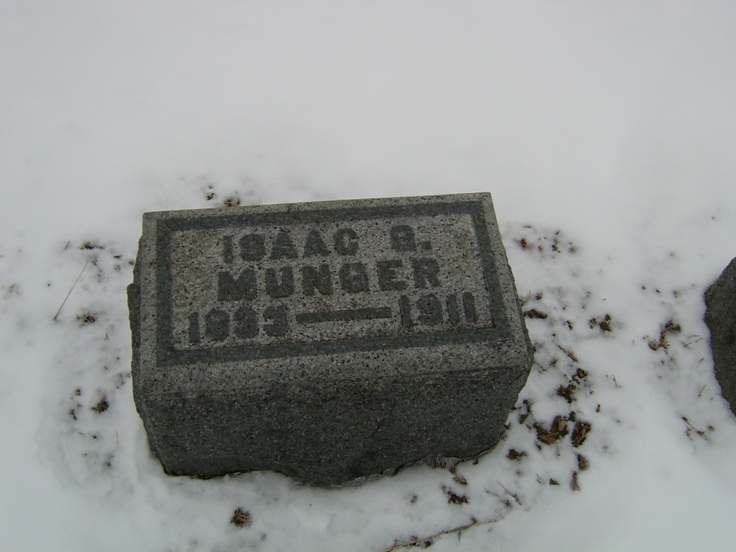 ISAAC G.
MUNGER
1833 — 1911